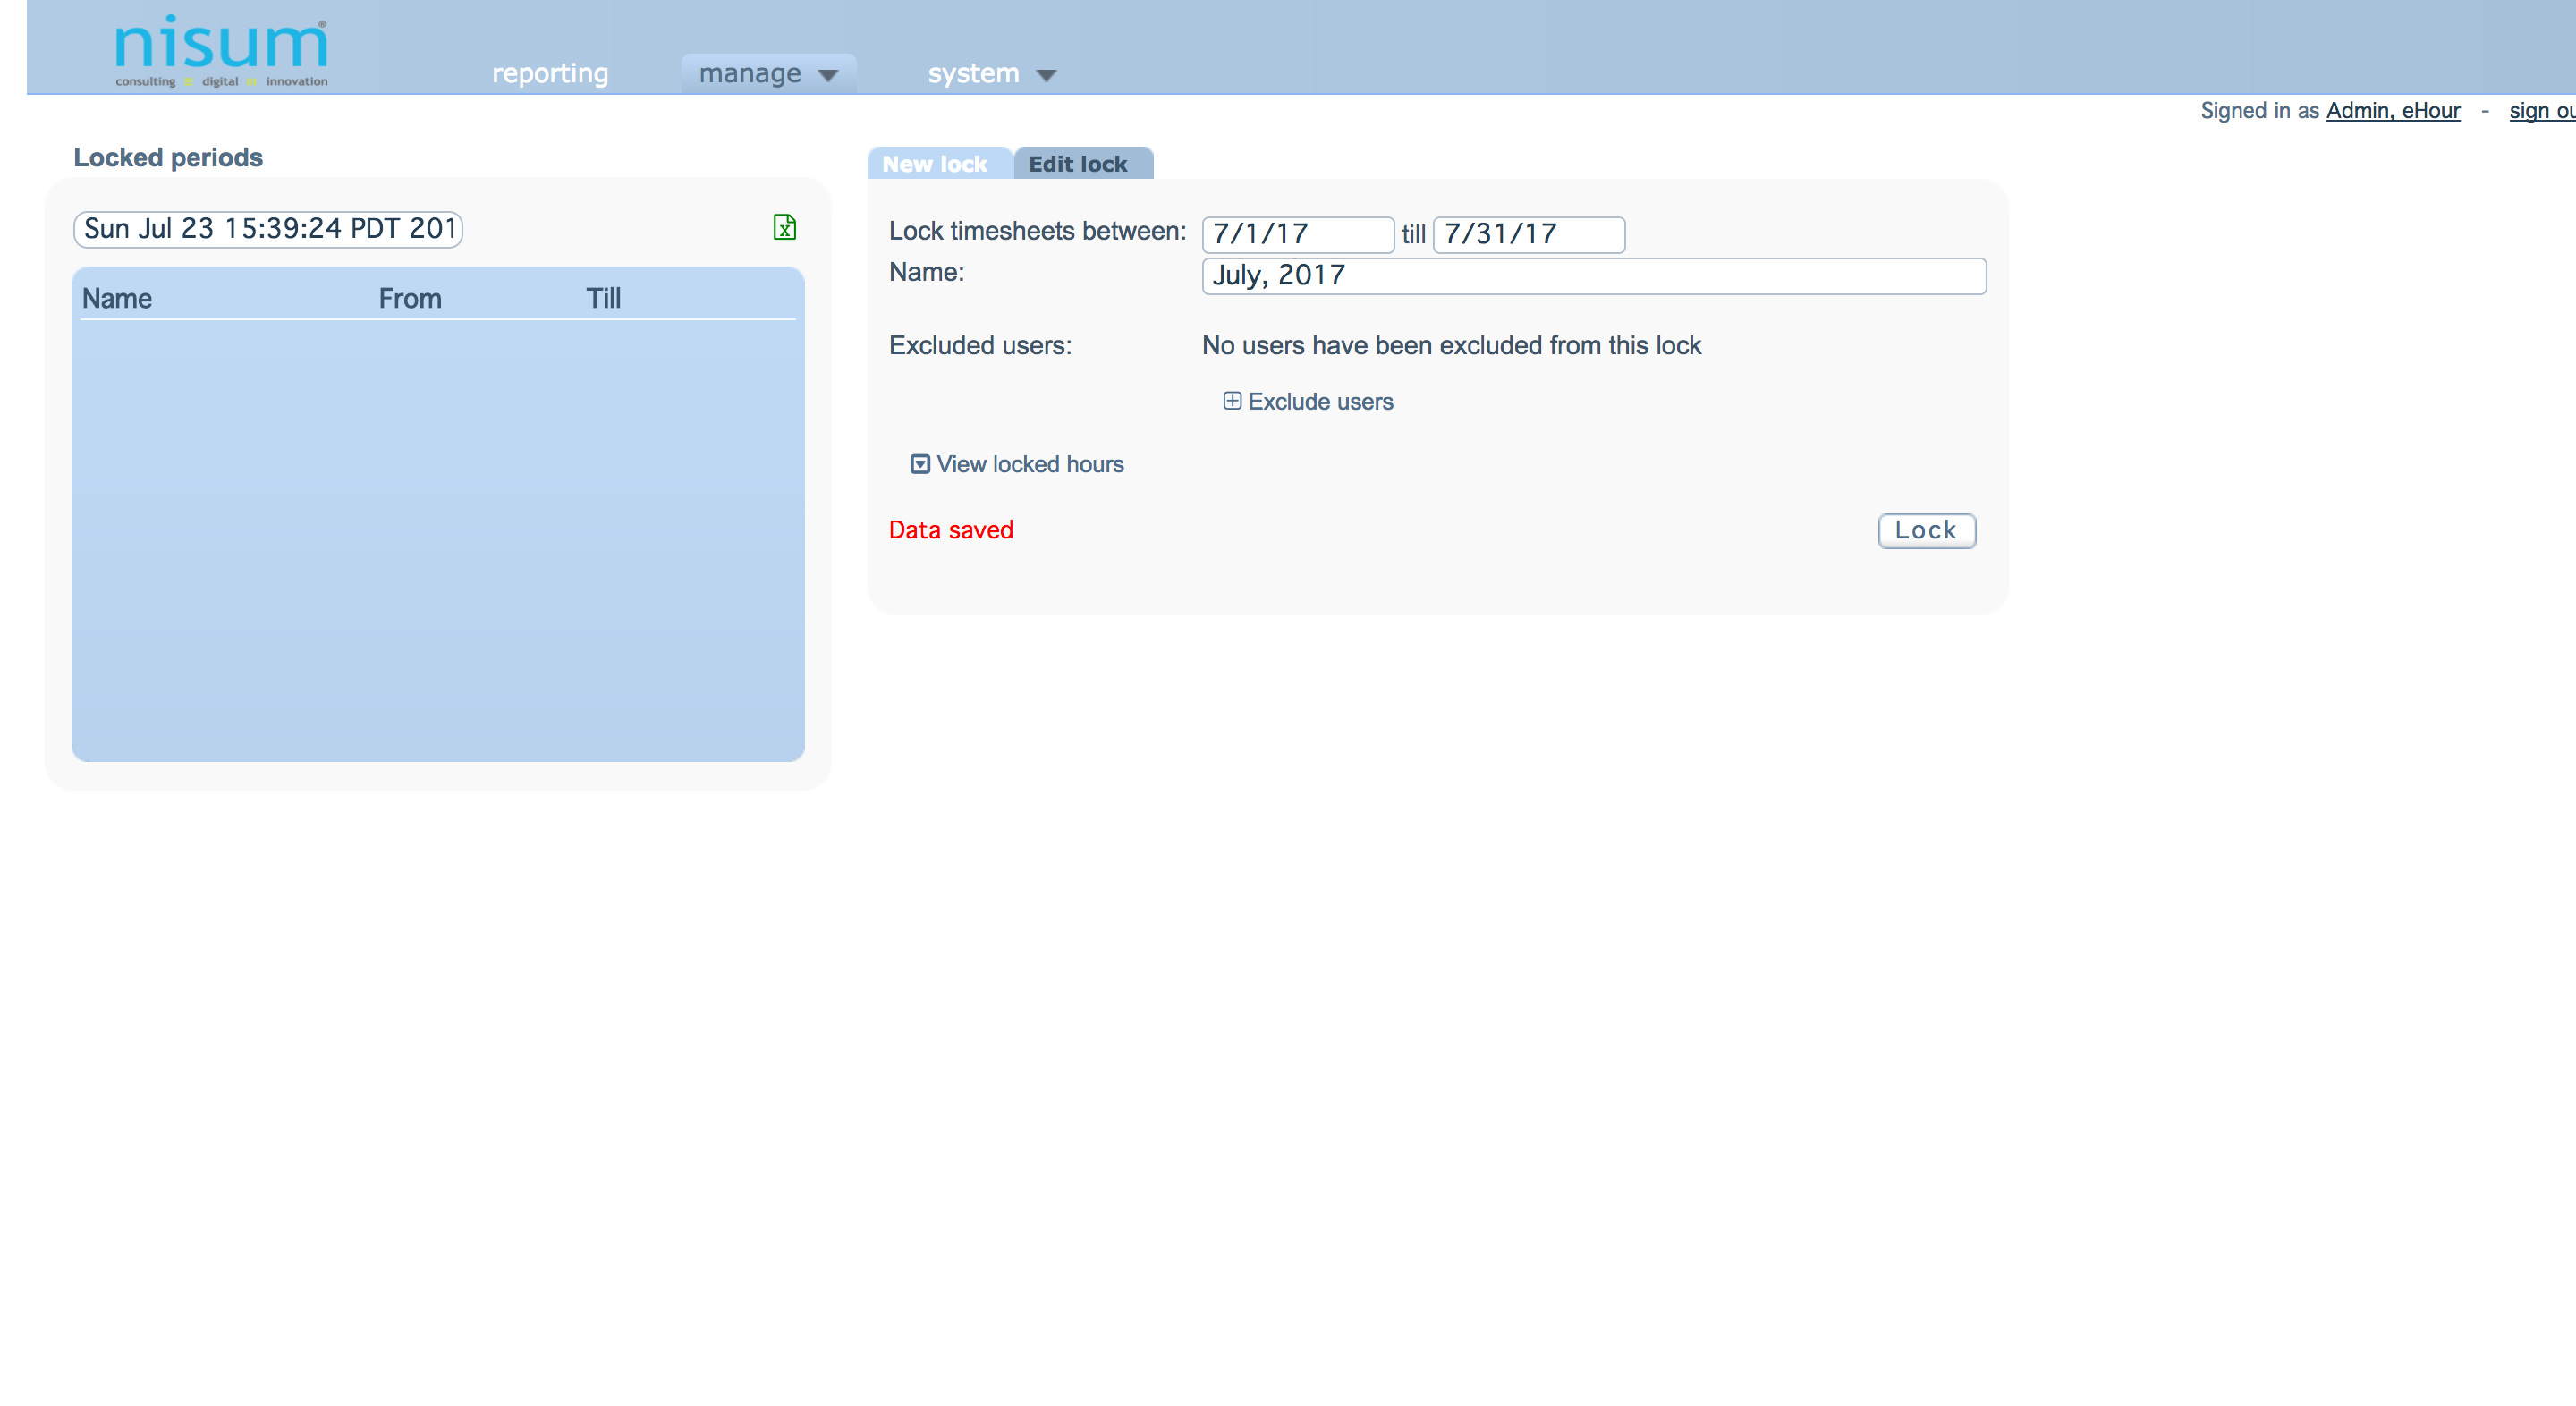 nisum®
consulting digital innovation
reporting manage system
Signed in as Admin, eHour - sign ou
Locked periods
Sun Jul 23 15:39:24 PDT 201
Name From Till
New lock Edit lock
Lock timesheets between: 7/1/17 till 7/31/17
Name: July, 2017
Excluded users: No users have been excluded from this lock
Exclude users
View locked hours
Data saved Lock